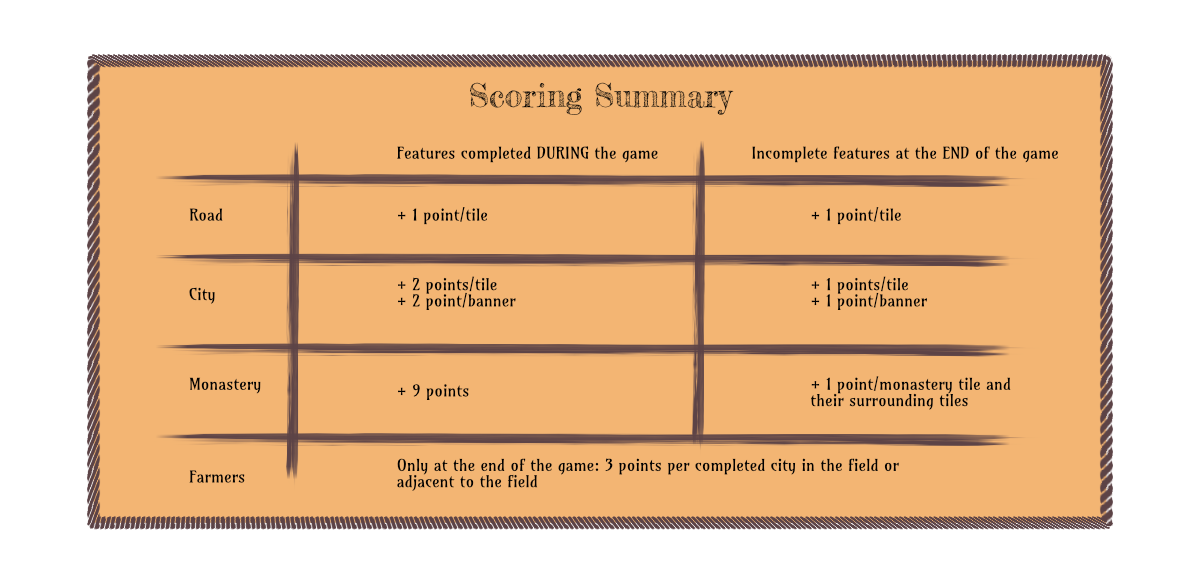 Scoring Summary
Features completed DURING the game
Incomplete features at the END of the game
Road
+ 1 point/tile
+ 1 point/tile
City
+ 2 points/tile
+ 2 point/banner
+ 1 points/tile
+ 1 point/banner
Monastery
+ 9 points
+ 1 point/monastery tile and
their surrounding tiles
Farmers
Only at the end of the game: 3 points per completed city in the field or
adjacent to the field